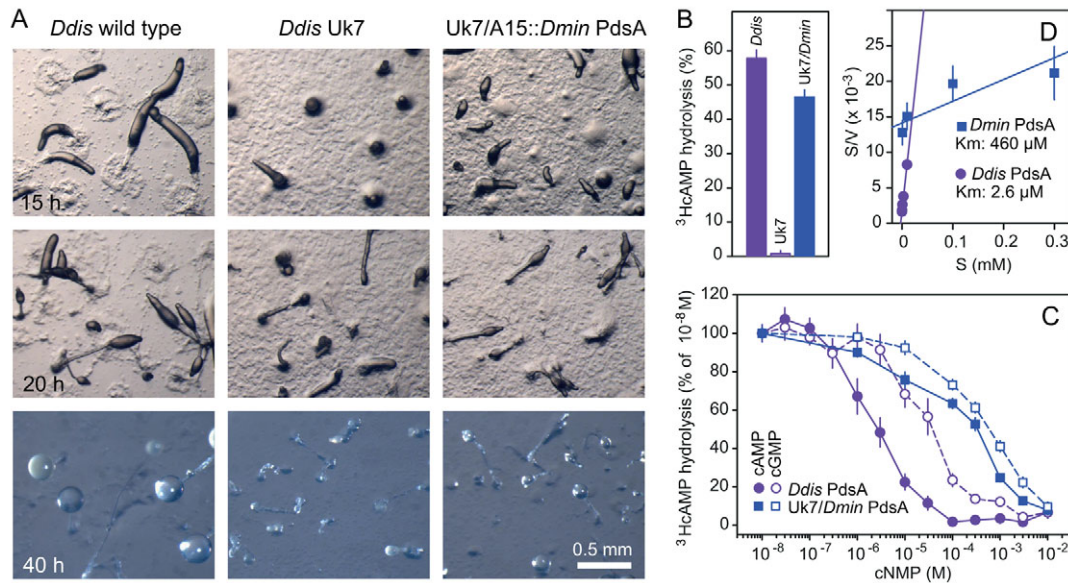 A
Ddis wild type
Ddis Uk7
Uk7/A15::Dmin PdsA
15 h
20 h
40 h
0.5 mm
B
³HcAMP hydrolysis (%)
60
50
40
30
20
10
0
Ddis
Uk7
Uk7/Dmin
D
S/V (x 10⁻³)
25
20
15
10
5
0
Dmin PdsA
Km: 460 µM
Ddis PdsA
Km: 2.6 µM
0 0.1 0.2 0.3
S (mM)
C
³HcAMP hydrolysis (% of 10⁻⁸M)
120
100
80
60
40
20
0
cAMP
cGMP
Ddis PdsA
Uk7/Dmin PdsA
10⁻⁸ 10⁻⁷ 10⁻⁶ 10⁻⁵ 10⁻⁴ 10⁻³ 10⁻²
cNMP (M)